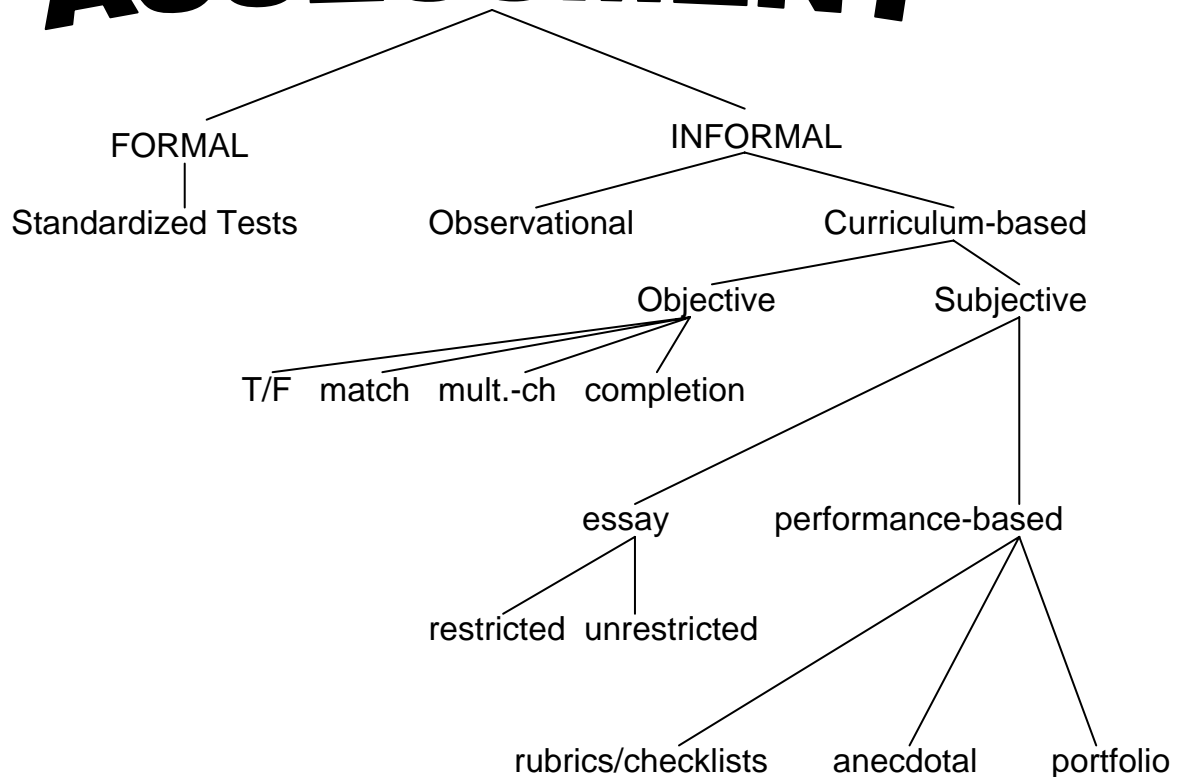 ASSESSMENT
FORMAL INFORMAL
Standardized Tests Observational Curriculum-based
Objective Subjective
T/F match mult.-ch completion
essay performance-based
restricted unrestricted
rubrics/checklists anecdotal portfolio